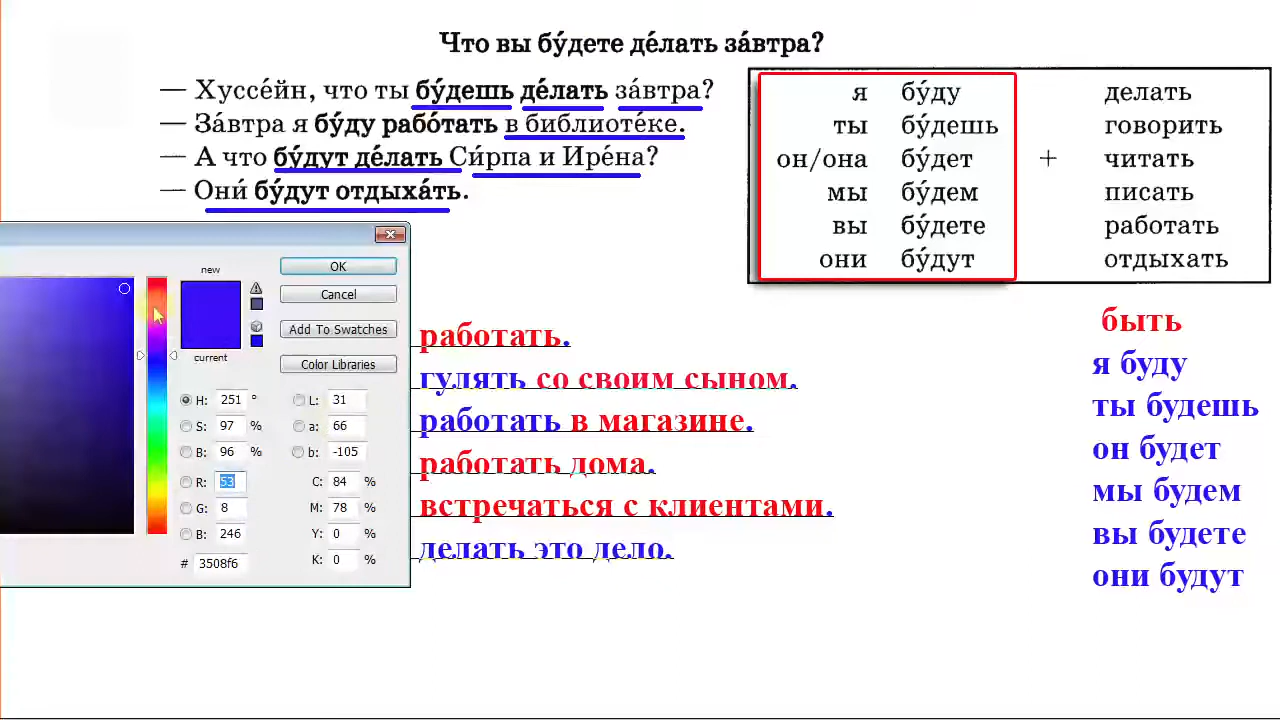 Что вы бу́дете де́лать за́втра?
— Хуссе́йн, что ты бу́дешь де́лать за́втра?
— За́втра я бу́ду рабо́тать в библиоте́ке.
— А что бу́дут де́лать Си́рпа и Ире́на?
— Они́ бу́дут отдыха́ть.
я бу́ду делать
ты бу́дешь говорить
он/она бу́дет + читать
мы бу́дем писать
вы бу́дете работать
они бу́дут отдыхать
new
current
OK
Cancel
Add To Swatches
Color Libraries
H: 251 °
S: 97 %
B: 96 %
R: 53
G: 8
B: 246
# 3508f6
L: 31
a: 66
b: -105
C: 84 %
M: 78 %
Y: 0 %
K: 0 %
работать.
гулять со своим сыном.
работать в магазине.
работать дома.
встречаться с клиентами.
делать это дело.
быть
я буду
ты будешь
он будет
мы будем
вы будете
они будут